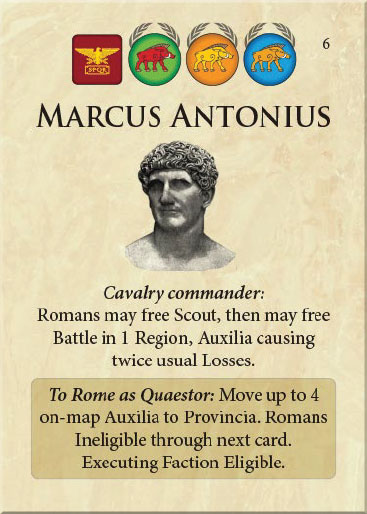 SPQR
6
MARCUS ANTONIUS
Cavalry commander:
Romans may free Scout, then may free
Battle in 1 Region, Auxilia causing
twice usual Losses.
To Rome as Quaestor: Move up to 4
on-map Auxilia to Provincia. Romans
Ineligible through next card.
Executing Faction Eligible.